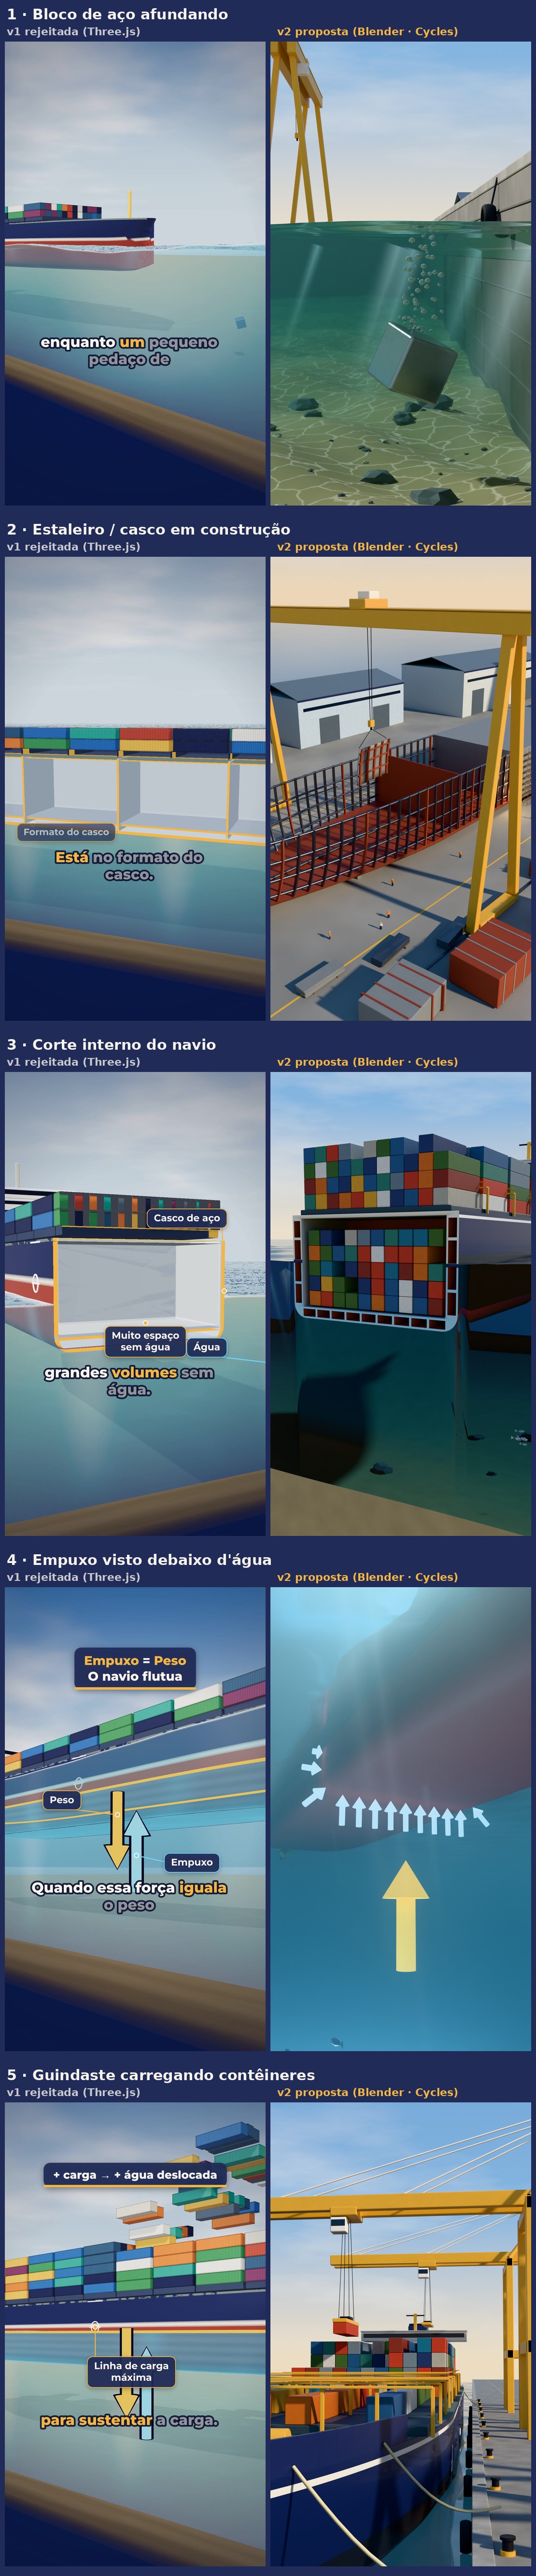 1 · Bloco de aço afundando
v1 rejeitada (Three.js)
v2 proposta (Blender · Cycles)
enquanto um pequeno
pedaço de
2 · Estaleiro / casco em construção
v1 rejeitada (Three.js)
v2 proposta (Blender · Cycles)
Formato do casco
Está no formato do
casco.
3 · Corte interno do navio
v1 rejeitada (Three.js)
v2 proposta (Blender · Cycles)
Casco de aço
Muito espaço
sem água
Água
grandes volumes sem
água.
4 · Empuxo visto debaixo d'água
v1 rejeitada (Three.js)
v2 proposta (Blender · Cycles)
Empuxo = Peso
O navio flutua
Peso
Empuxo
Quando essa força iguala
o peso
5 · Guindaste carregando contêineres
v1 rejeitada (Three.js)
v2 proposta (Blender · Cycles)
+ carga → + água deslocada
Linha de carga
máxima
para sustentar a carga.